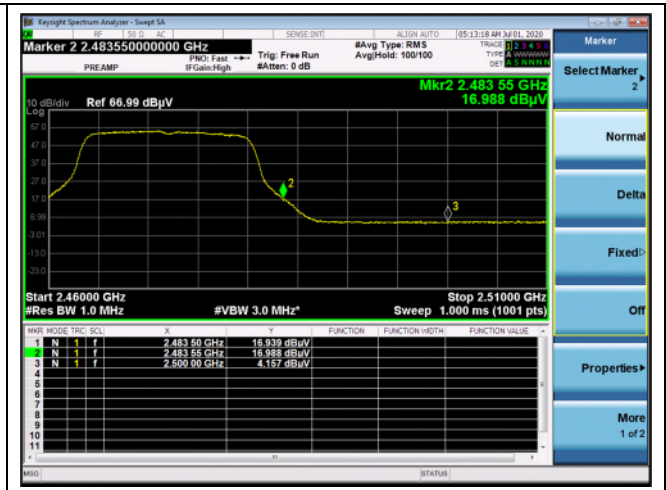 Keysight Spectrum Analyzer - Swept SA
RF 50 Ω AC SENSE:INT ALIGN AUTO 05:13:18 AM Jul 01, 2020
Marker 2 2.483550000000 GHz
PREAMP
PNO: Fast
IFGain:High
Trig: Free Run
#Atten: 0 dB
#Avg Type: RMS
Avg|Hold: 100/100
TRACE 1 2 3 4 5 6
TYPE A WWWWW
DET A S N N N N
Mkr2 2.483 55 GHz
16.988 dBµV
10 dB/div Ref 66.99 dBµV
Log
57.0
47.0
37.0
27.0
17.0
6.99
-3.01
-13.0
-23.0
2
3
Start 2.46000 GHz Stop 2.51000 GHz
#Res BW 1.0 MHz #VBW 3.0 MHz* Sweep 1.000 ms (1001 pts)
MKR MODE TRC SCL X Y FUNCTION FUNCTION WIDTH FUNCTION VALUE
1 N 1 f 2.483 50 GHz 16.939 dBµV
2 N 1 f 2.483 55 GHz 16.988 dBµV
3 N 1 f 2.500 00 GHz 4.157 dBµV
4
5
6
7
8
9
10
11
MSG STATUS
Marker
Select Marker
2
Normal
Delta
Fixed
Off
Properties
More
1 of 2